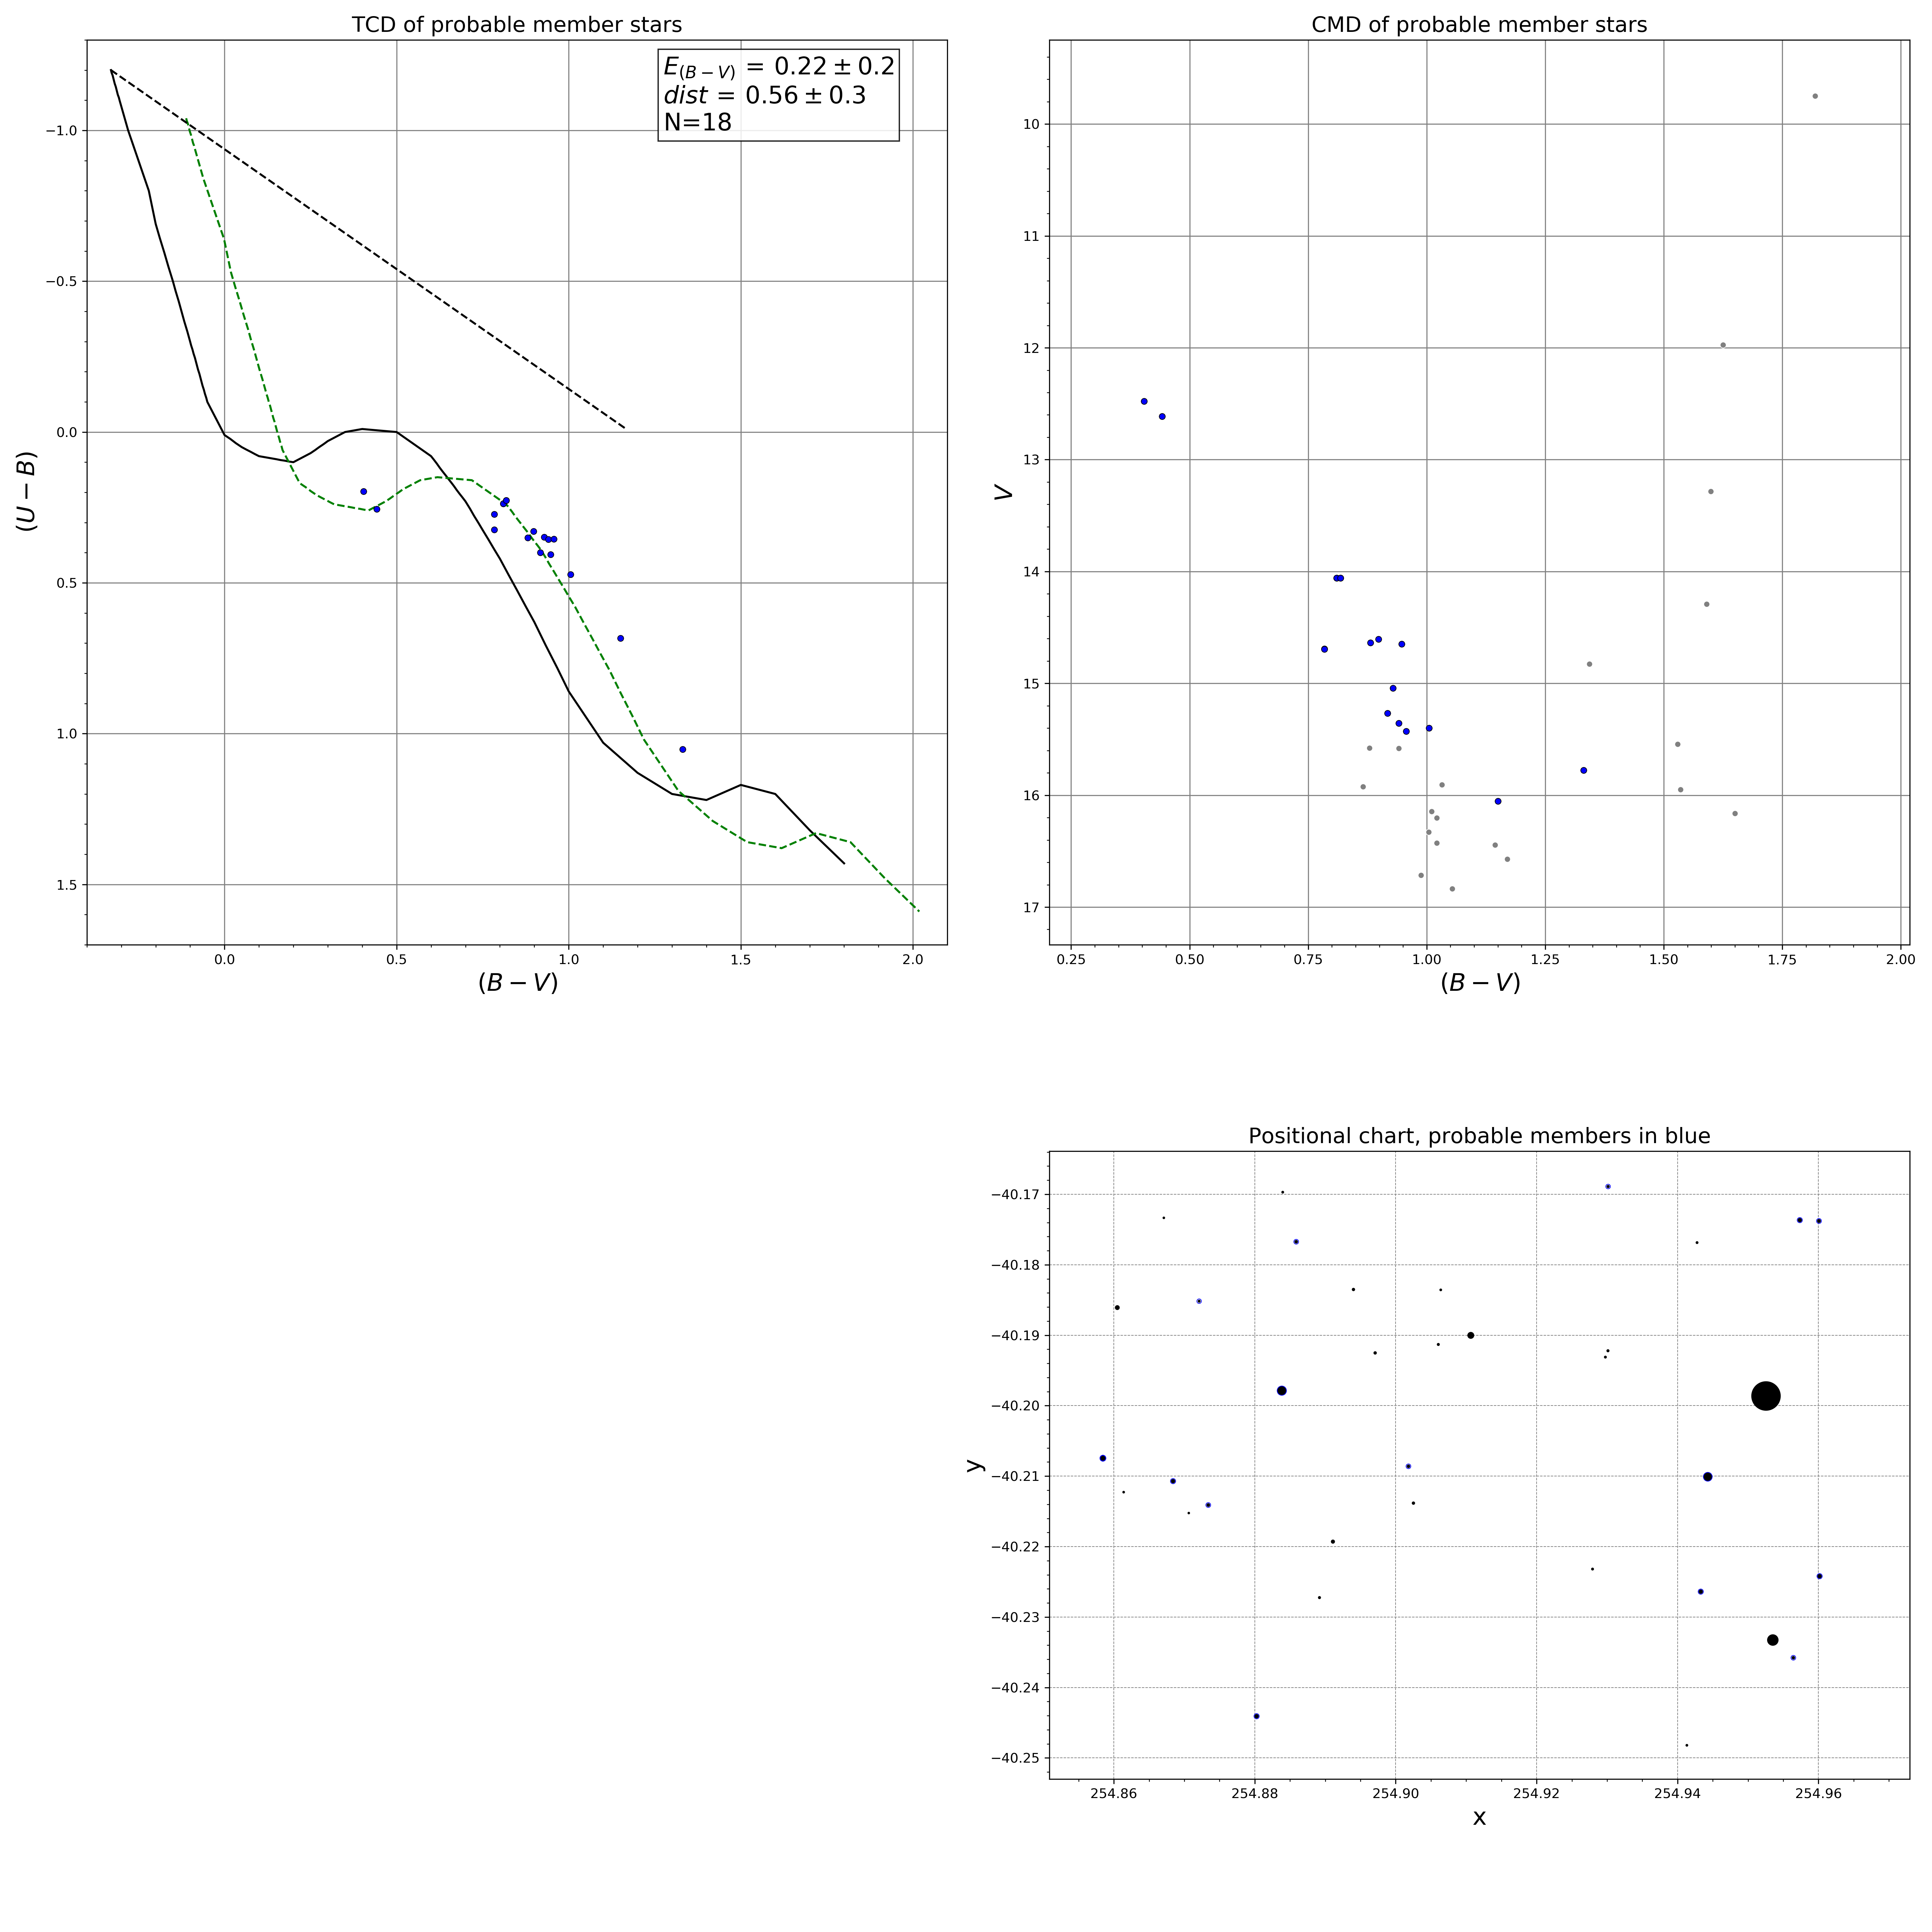 TCD of probable member stars
E(B−V) = 0.22±0.2
dist = 0.56±0.3
N=18
−1.0
−0.5
0.0
0.5
1.0
1.5
(U−B)
0.0 0.5 1.0 1.5 2.0
(B−V)
CMD of probable member stars
10
11
12
13
14
15
16
17
V
0.25 0.50 0.75 1.00 1.25 1.50 1.75 2.00
(B−V)
Positional chart, probable members in blue
−40.17
−40.18
−40.19
−40.20
−40.21
−40.22
−40.23
−40.24
−40.25
y
254.86 254.88 254.90 254.92 254.94 254.96
x